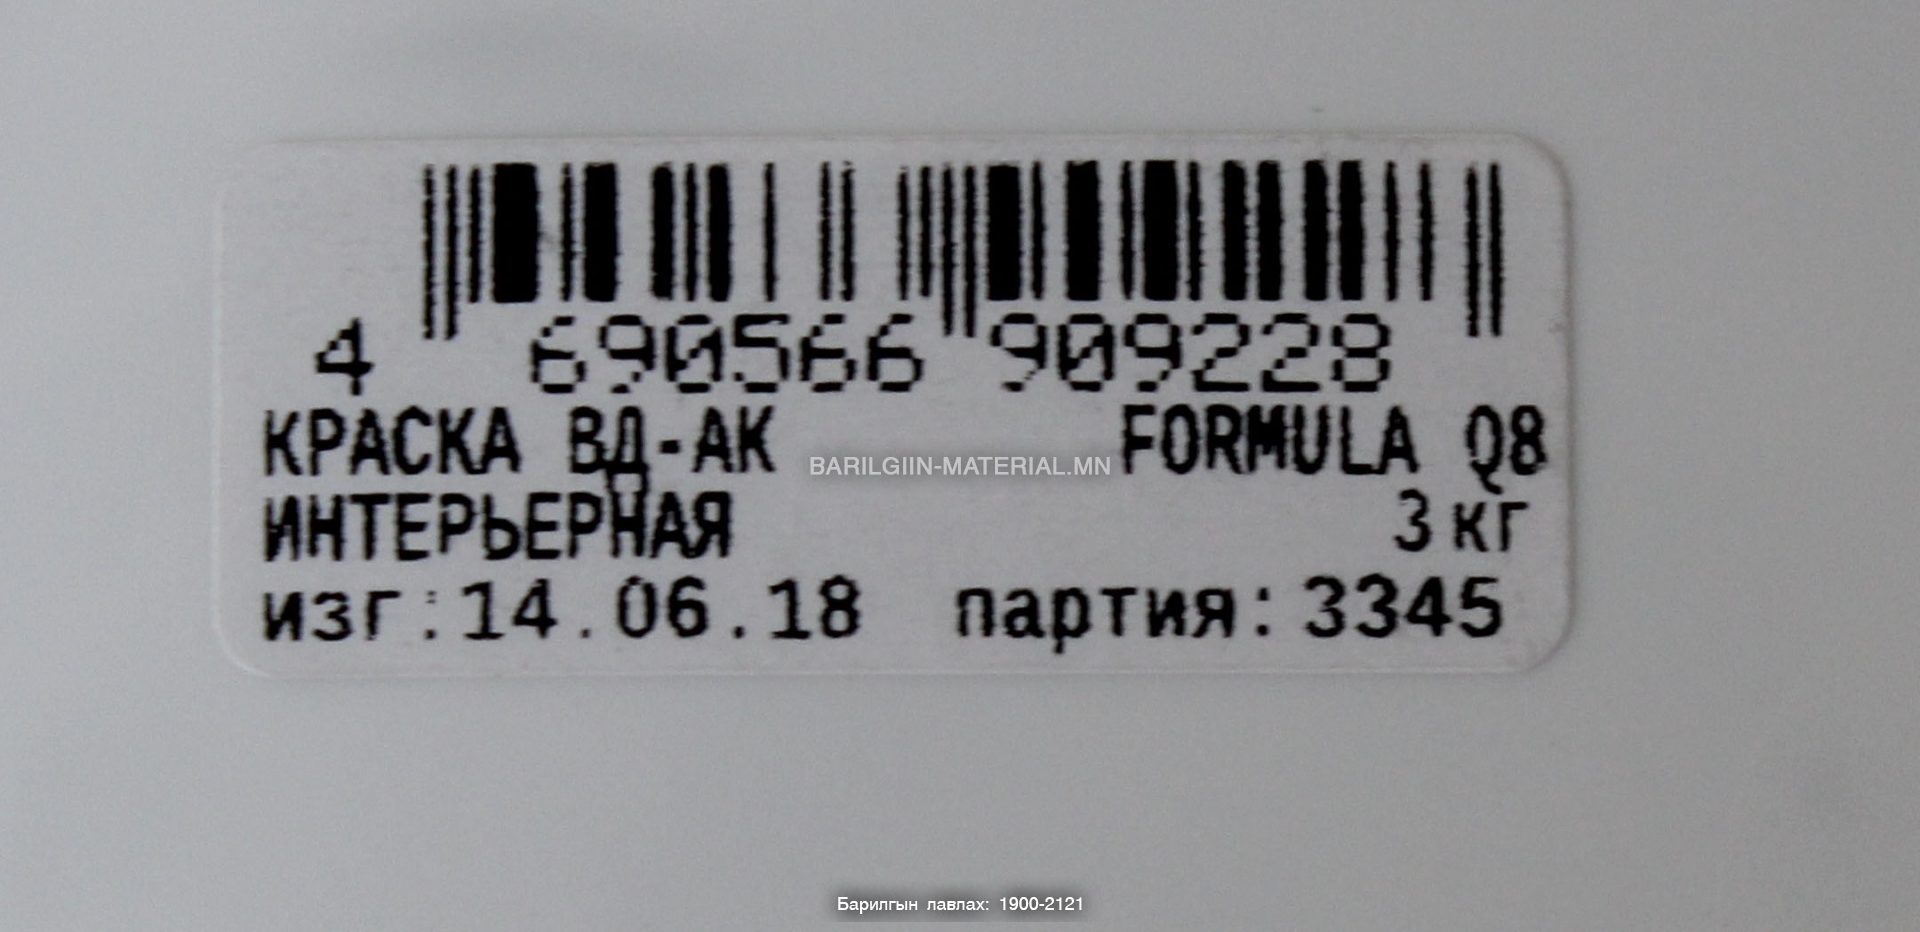 4 690566 909228
КРАСКА ВД-АК FORMULA Q8
BARILGIIN-MATERIAL.MN
ИНТЕРЬЕРНАЯ 3 кг
изг:14.06.18 партия:3345
Барилгын лавлах: 1900-2121